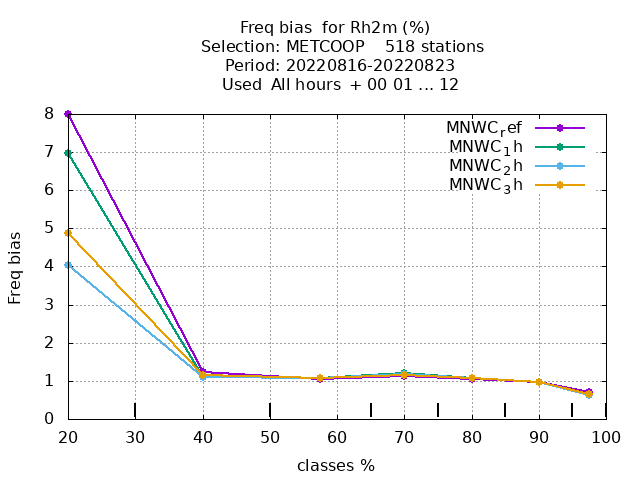 Freq bias  for Rh2m (%)
Selection: METCOOP    518 stations
Period: 20220816-20220823
Used  All hours  + 00 01 ... 12
MNWC_ref
MNWC_1h
MNWC_2h
MNWC_3h
Freq bias
8
7
6
5
4
3
2
1
0
20 30 40 50 60 70 80 90 100
classes %